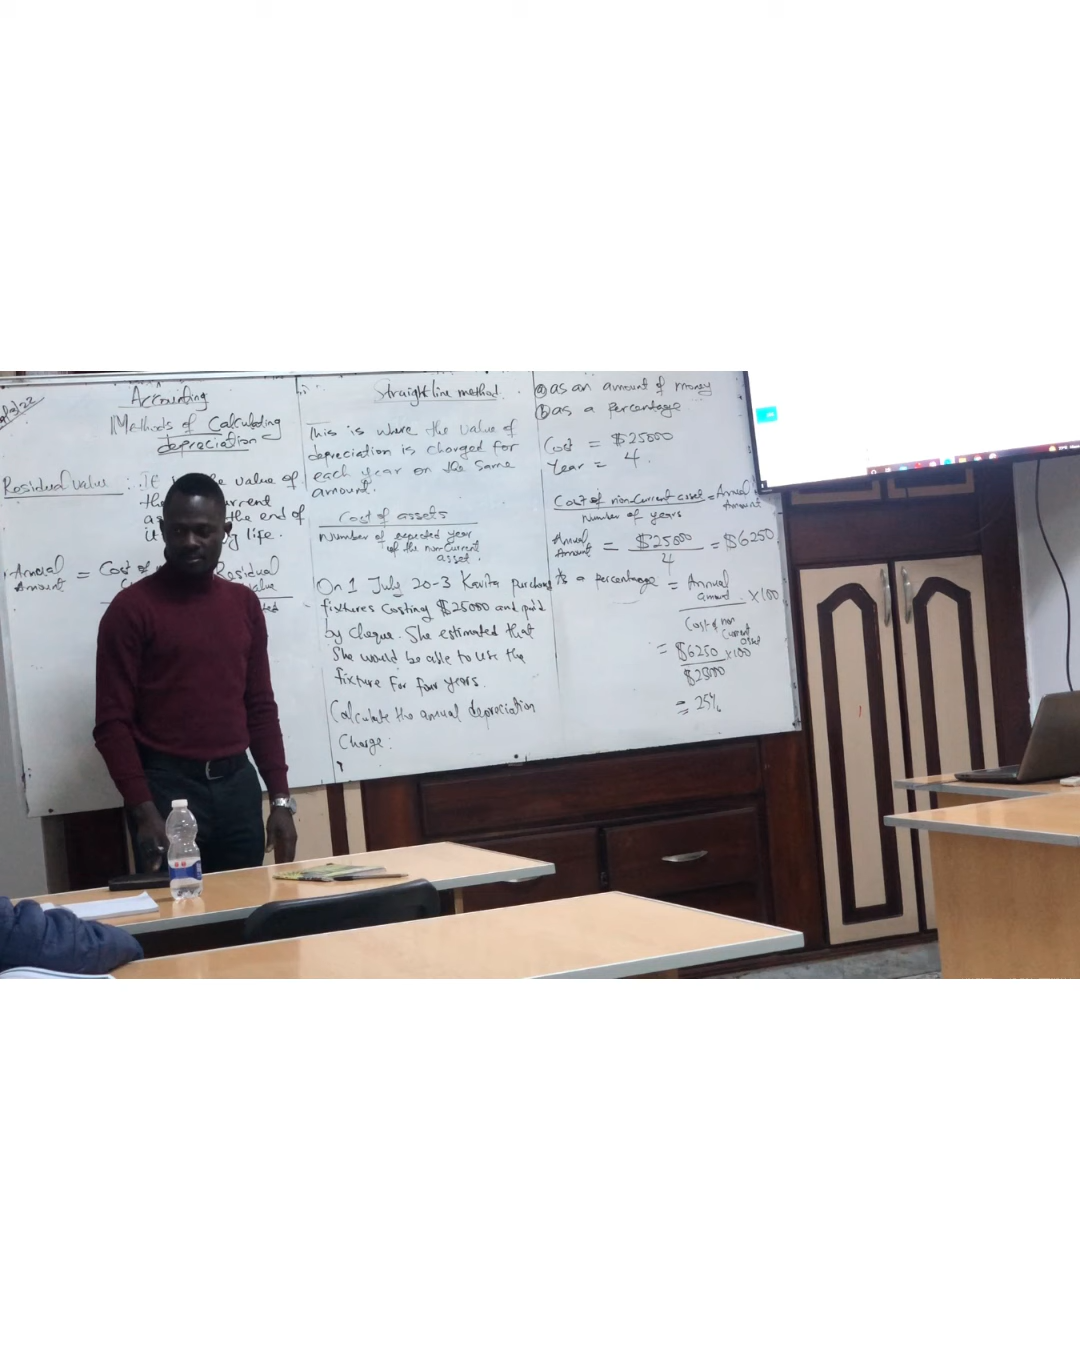 Accounting
Methods of Calculating
depreciation
Residual value : It value of
the urrent
the end of
life.
Annual Amount = Cost of Residual
Straight line method.
This is where the value of
depreciation is charged for
each year on the same
amount.
Cost of assets
Number of expected year
of the non current
asset.
On 1 July 20-3 Kavita
fixtures costing $25000 and paid
by cheque. She estimated that
She would be able to use the
fixture for four years.
Calculate the annual depreciation
Charge:
(a) as an amount of money
(b) as a percentage
Cost = $25000
Year = 4.
Cost of non-current asset = Annual Amount
Number of years
Annual Amount = $25000 = $6250
4
As a percentange = Annual
amount × 100
Cost of non
Current
asset
= $6250 × 100
$25000
= 25%